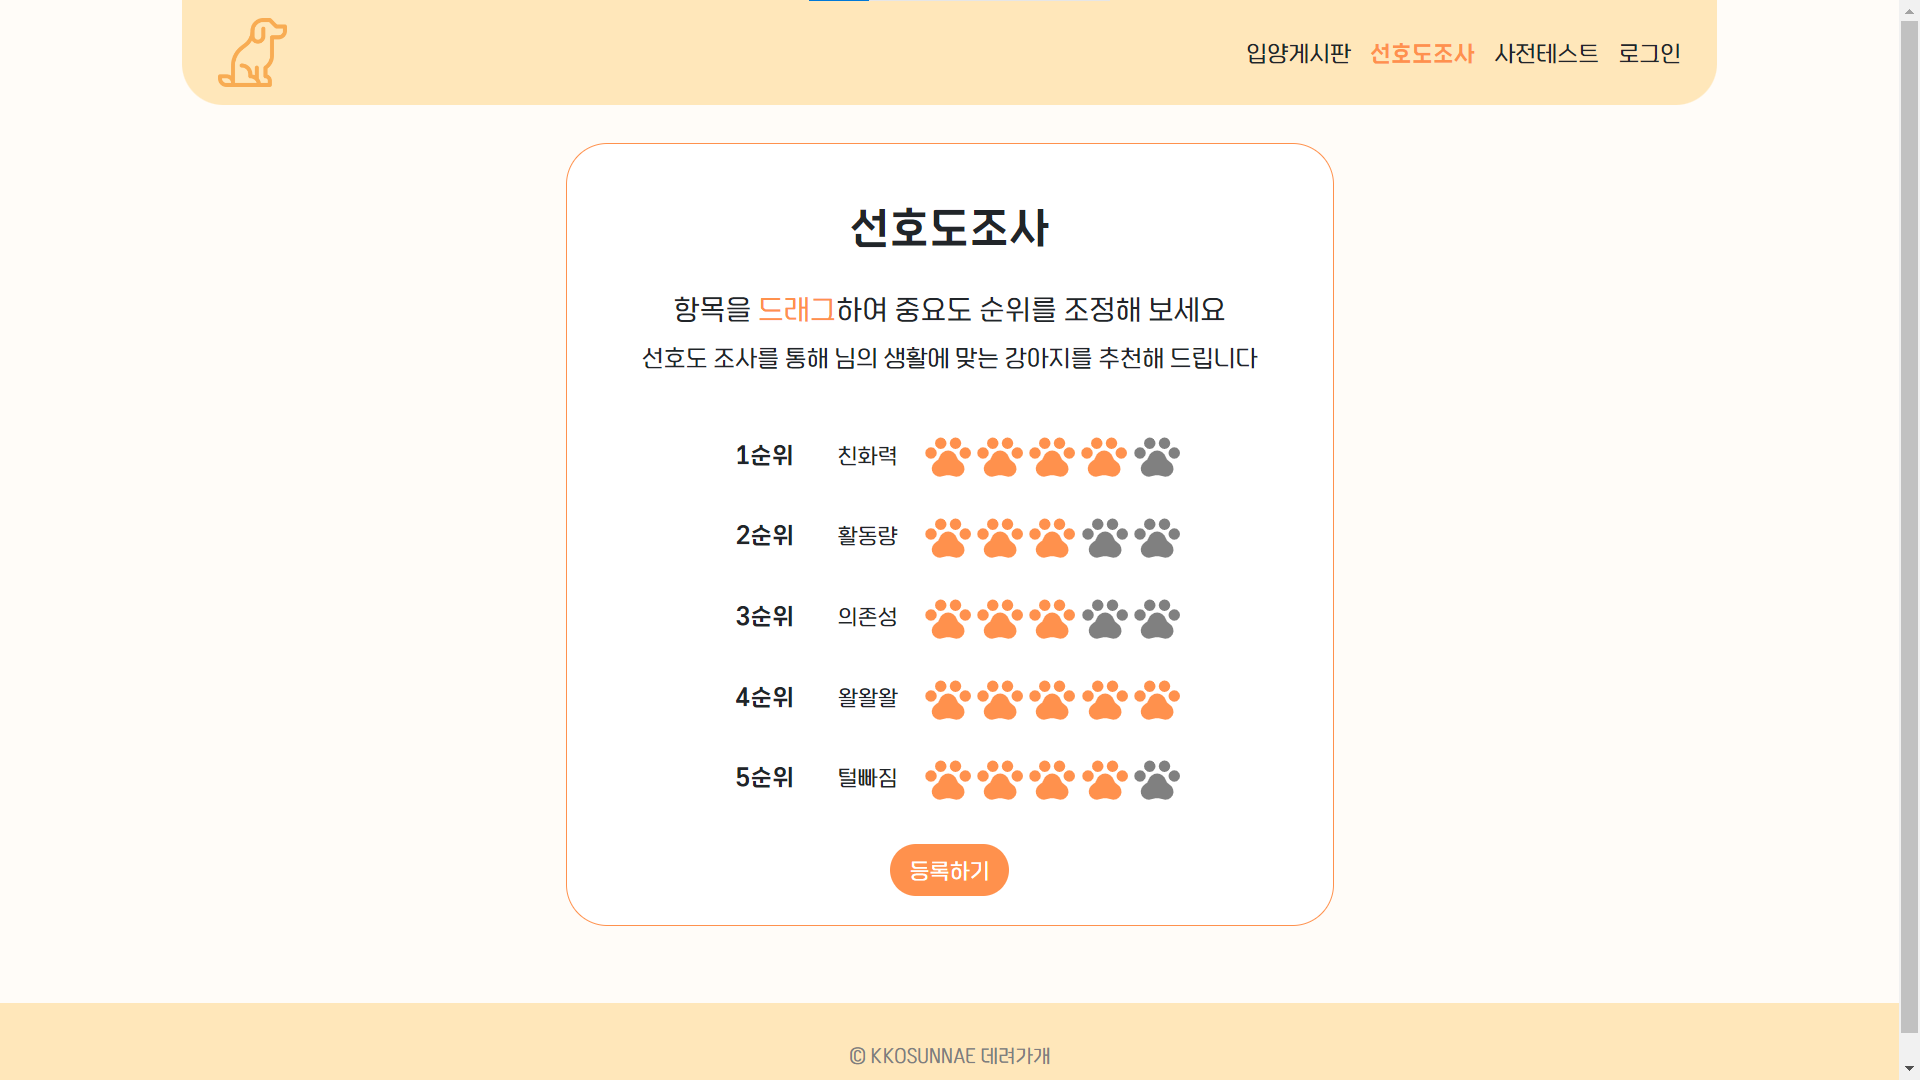 입양게시판 선호도조사 사전테스트 로그인
선호도조사
항목을 드래그하여 중요도 순위를 조정해 보세요
선호도 조사를 통해 님의 생활에 맞는 강아지를 추천해 드립니다
1순위 친화력
2순위 활동량
3순위 의존성
4순위 왈왈왈
5순위 털빠짐
등록하기
© KKOSUNNAE 데려가개